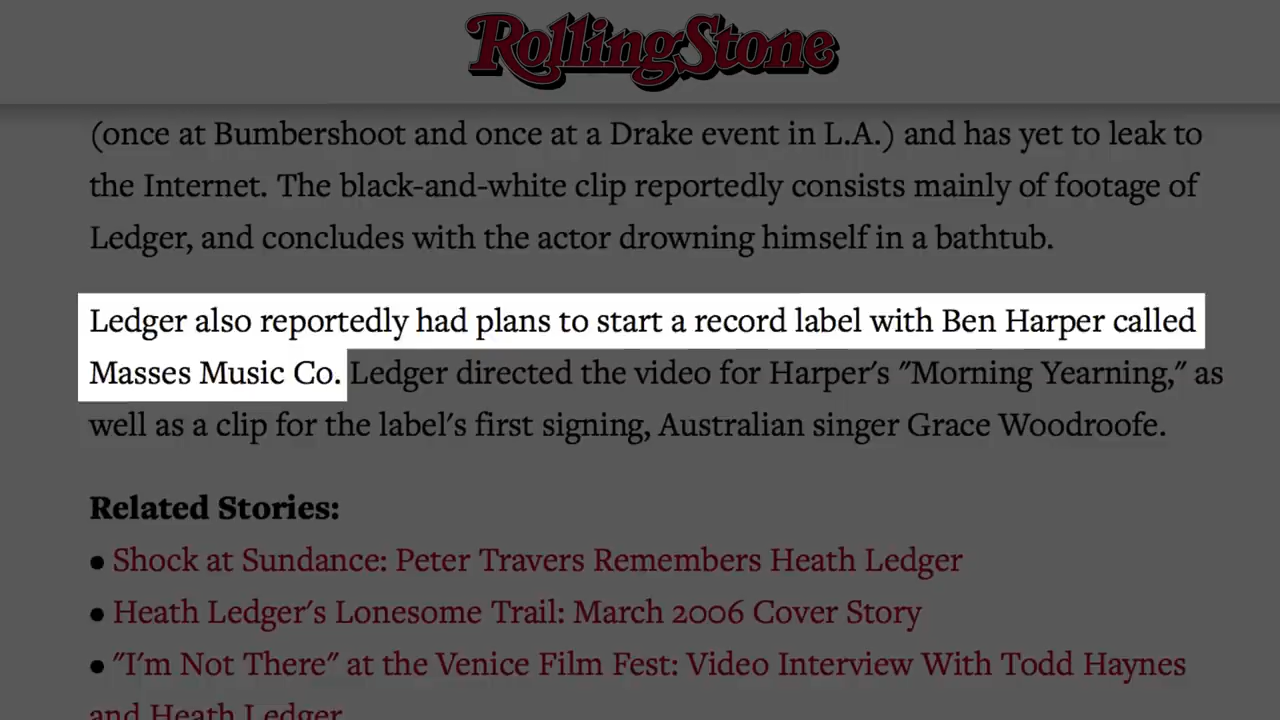 RollingStone
(once at Bumbershoot and once at a Drake event in L.A.) and has yet to leak to
the Internet. The black-and-white clip reportedly consists mainly of footage of
Ledger, and concludes with the actor drowning himself in a bathtub.
Ledger also reportedly had plans to start a record label with Ben Harper called
Masses Music Co. Ledger directed the video for Harper's "Morning Yearning," as
well as a clip for the label's first signing, Australian singer Grace Woodroofe.
Related Stories:
• Shock at Sundance: Peter Travers Remembers Heath Ledger
• Heath Ledger's Lonesome Trail: March 2006 Cover Story
• "I'm Not There" at the Venice Film Fest: Video Interview With Todd Haynes
and Heath Ledger